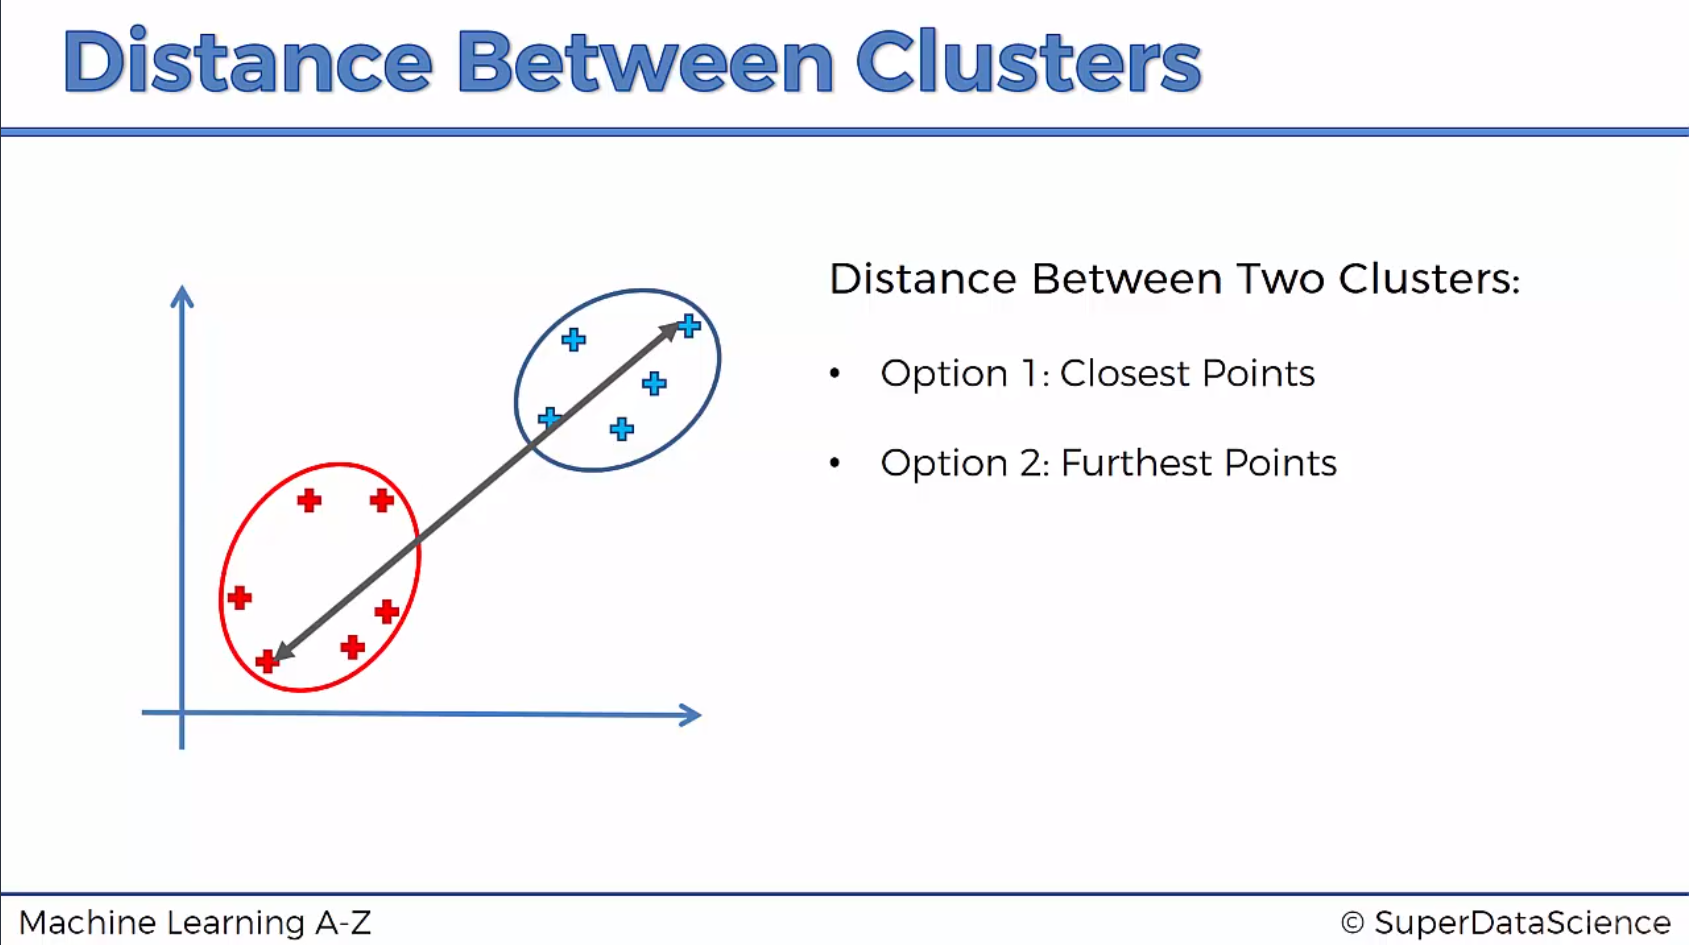 Distance Between Clusters
Distance Between Two Clusters:
• Option 1: Closest Points
• Option 2: Furthest Points
Machine Learning A-Z
© SuperDataScience